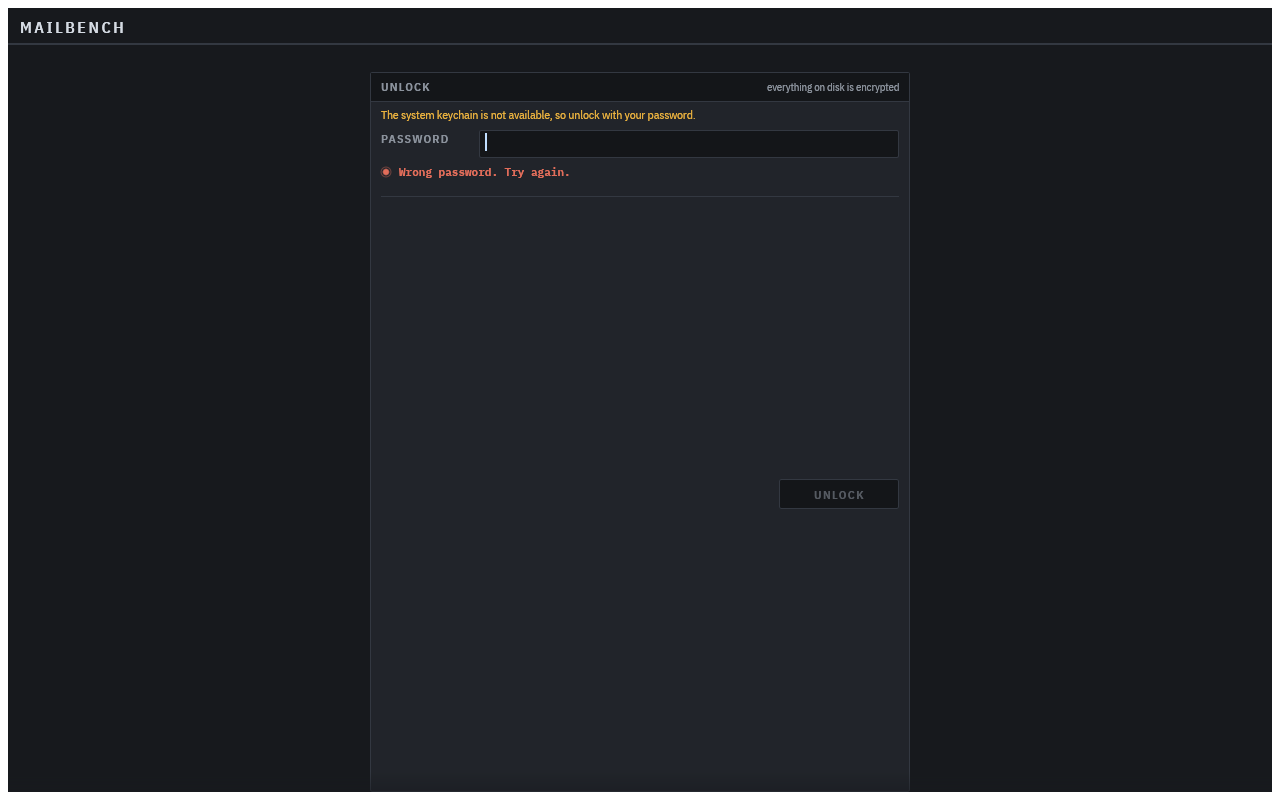 MAILBENCH
UNLOCK
everything on disk is encrypted
The system keychain is not available, so unlock with your password.
PASSWORD
Wrong password. Try again.
UNLOCK